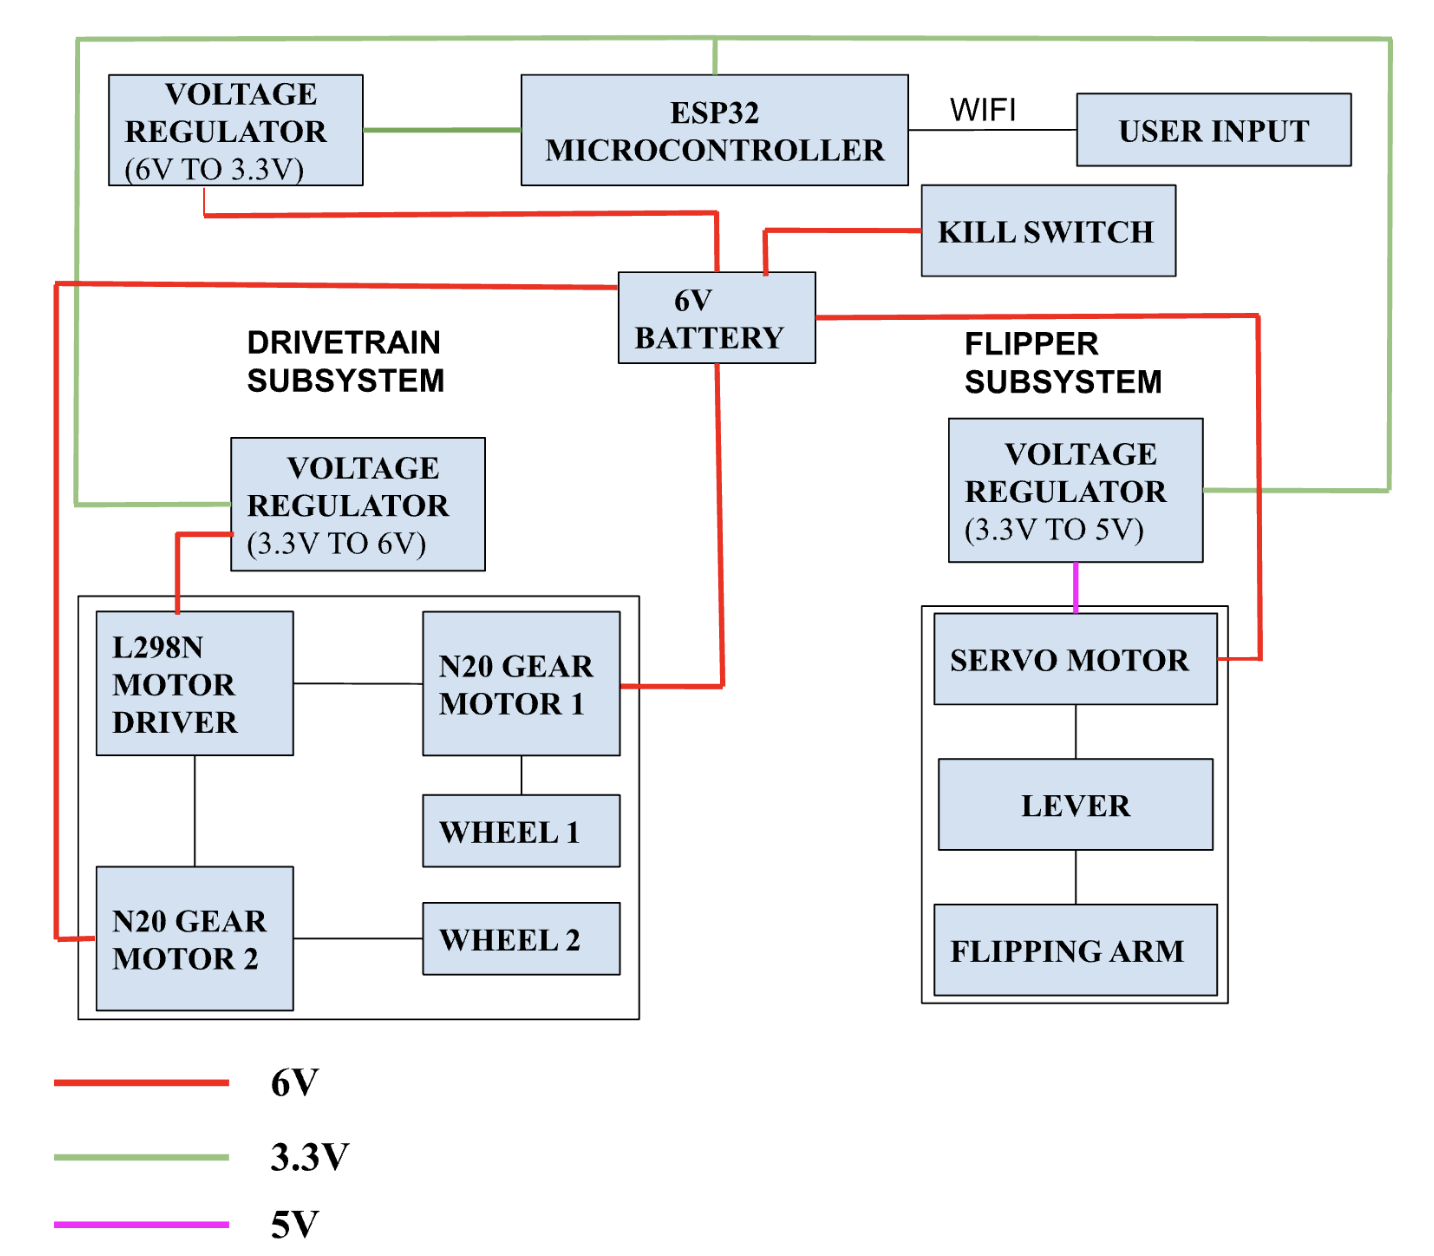 VOLTAGE
REGULATOR
(6V TO 3.3V)
ESP32
MICROCONTROLLER
WIFI
USER INPUT
KILL SWITCH
6V
BATTERY
DRIVETRAIN
SUBSYSTEM
FLIPPER
SUBSYSTEM
VOLTAGE
REGULATOR
(3.3V TO 6V)
VOLTAGE
REGULATOR
(3.3V TO 5V)
L298N
MOTOR
DRIVER
N20 GEAR
MOTOR 1
WHEEL 1
N20 GEAR
MOTOR 2
WHEEL 2
SERVO MOTOR
LEVER
FLIPPING ARM
6V
3.3V
5V